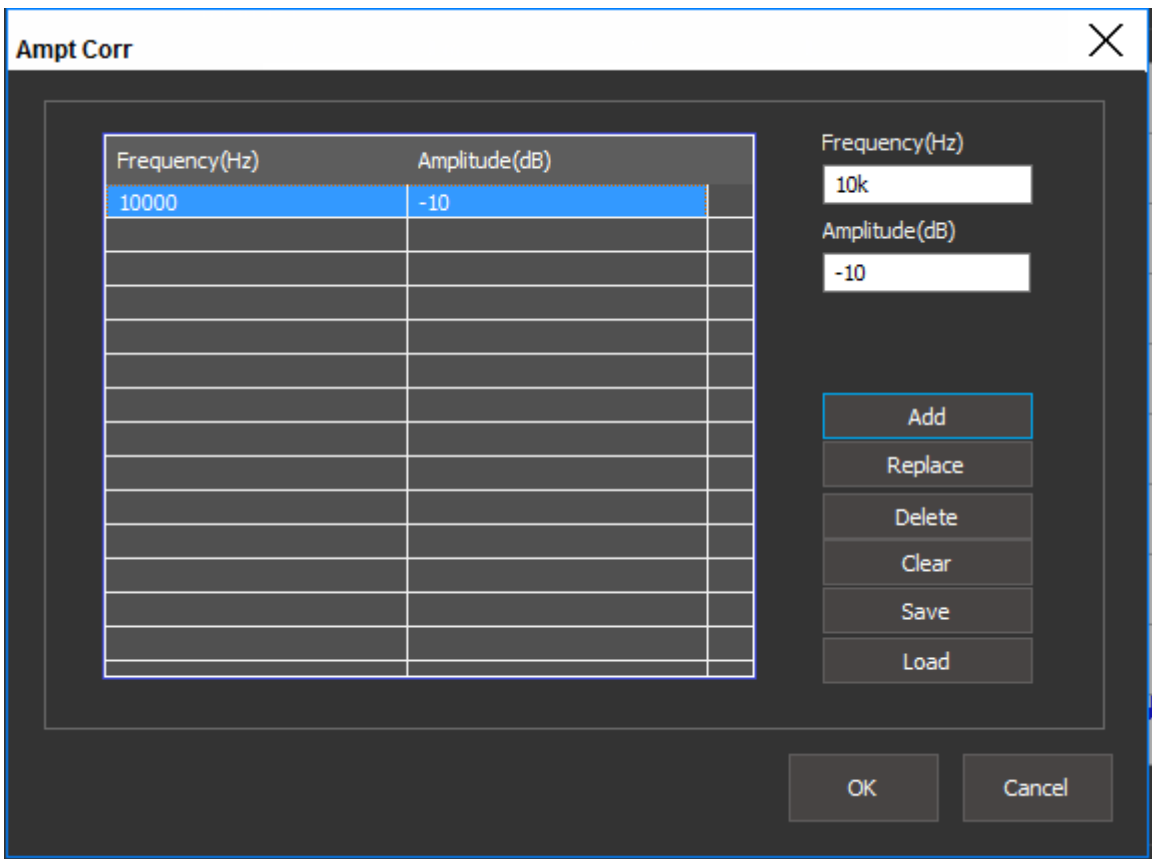 Ampt Corr
Frequency(Hz) Amplitude(dB)
10000 -10
Frequency(Hz)
10k
Amplitude(dB)
-10
Add
Replace
Delete
Clear
Save
Load
OK Cancel